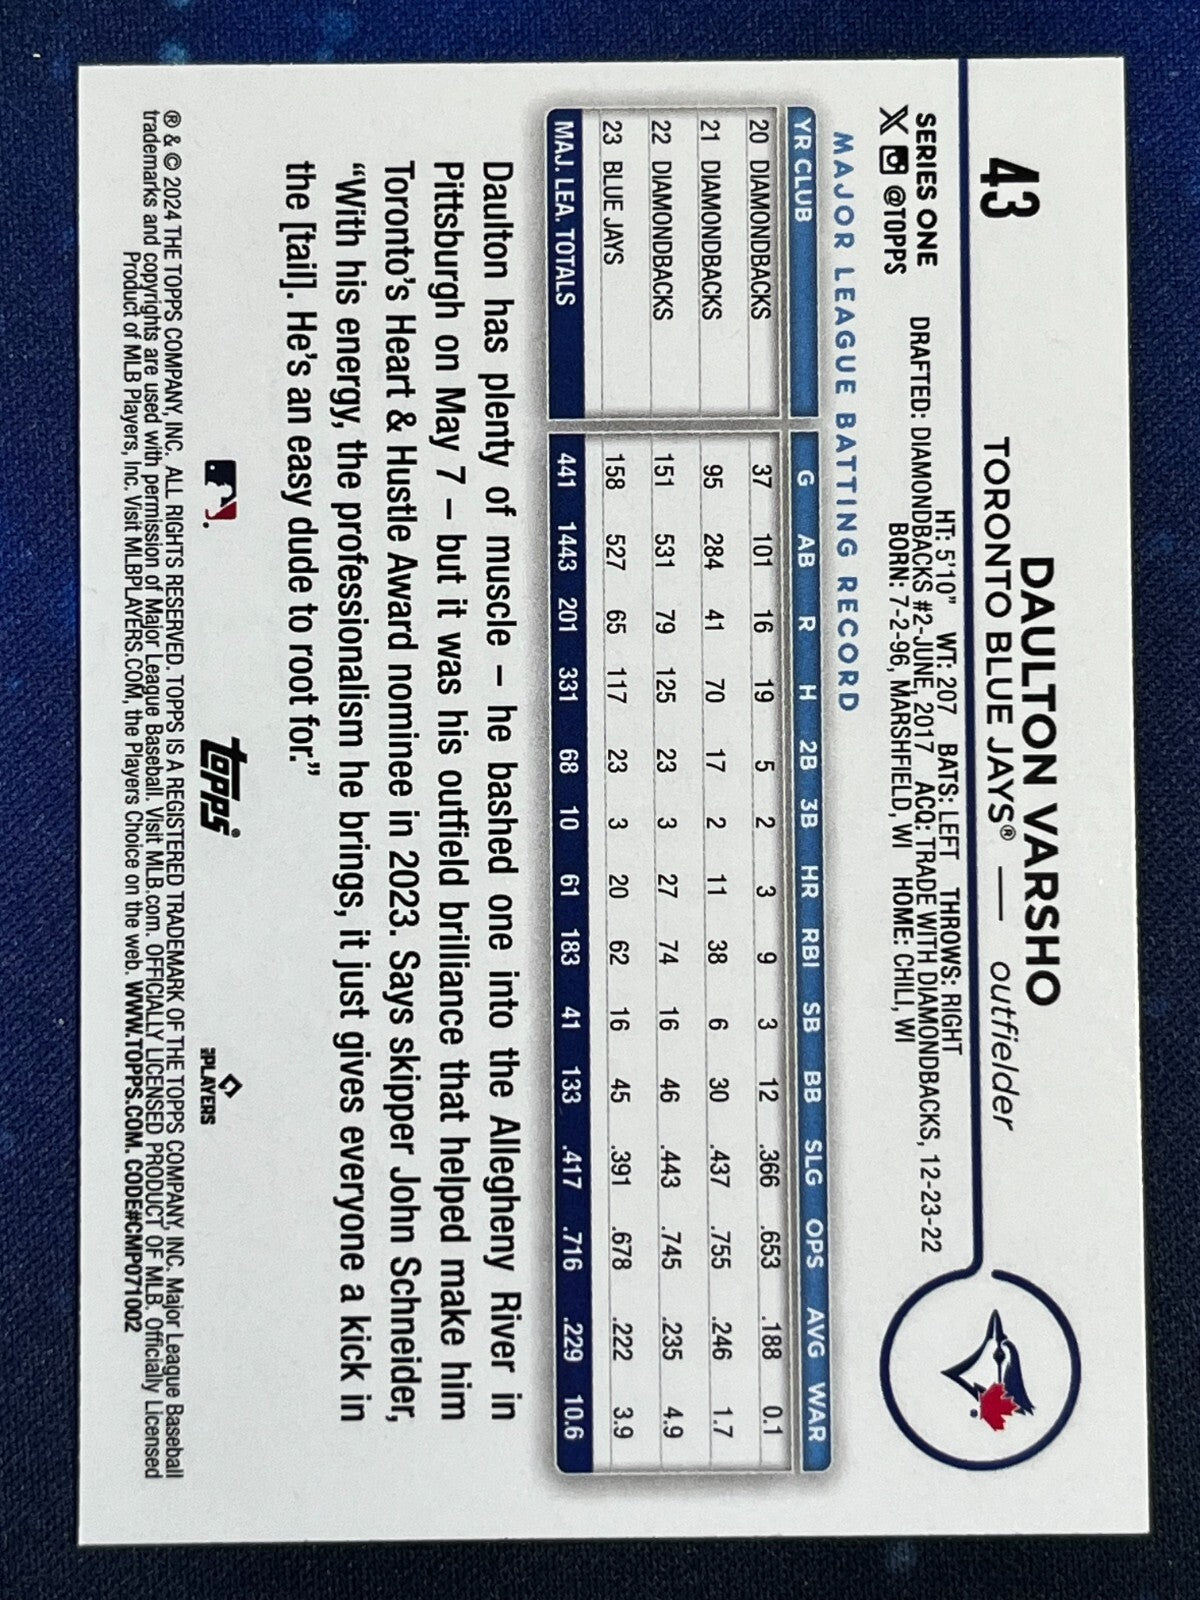 43
DAULTON VARSHO
TORONTO BLUE JAYS® — outfielder
SERIES ONE
X @TOPPS
HT: 5'10" WT: 207 BATS: LEFT THROWS: RIGHT
DRAFTED: DIAMONDBACKS #2-JUNE, 2017 ACQ: TRADE WITH DIAMONDBACKS, 12-23-22
BORN: 7-2-96, MARSHFIELD, WI HOME: CHILI, WI
MAJOR LEAGUE BATTING RECORD
YR CLUB G AB R H 2B 3B HR RBI SB BB SLG OPS AVG WAR
20 DIAMONDBACKS 37 101 16 19 5 2 3 9 3 12 .366 .653 .188 0.1
21 DIAMONDBACKS 95 284 41 70 17 2 11 38 6 30 .437 .755 .246 1.7
22 DIAMONDBACKS 151 531 79 125 23 3 27 74 16 46 .443 .745 .235 4.9
23 BLUE JAYS 158 527 65 117 23 3 20 62 16 45 .391 .678 .222 3.9
MAJ. LEA. TOTALS 441 1443 201 331 68 10 61 183 41 133 .417 .716 .229 10.6
Daulton has plenty of muscle – he bashed one into the Allegheny River in
Pittsburgh on May 7 – but it was his outfield brilliance that helped make him
Toronto's Heart & Hustle Award nominee in 2023. Says skipper John Schneider,
“With his energy, the professionalism he brings, it just gives everyone a kick in
the [tail]. He's an easy dude to root for.”
topps®
PLAYERS
® & © 2024 THE TOPPS COMPANY, INC. ALL RIGHTS RESERVED. TOPPS IS A REGISTERED TRADEMARK OF THE TOPPS COMPANY, INC. Major League Baseball
trademarks and copyrights are used with permission of Major League Baseball. Visit MLB.com. OFFICIALLY LICENSED PRODUCT OF MLB. Officially Licensed
Product of MLB Players, Inc. Visit MLBPLAYERS.COM, the Players Choice on the web. WWW.TOPPS.COM. CODE#CMP071002